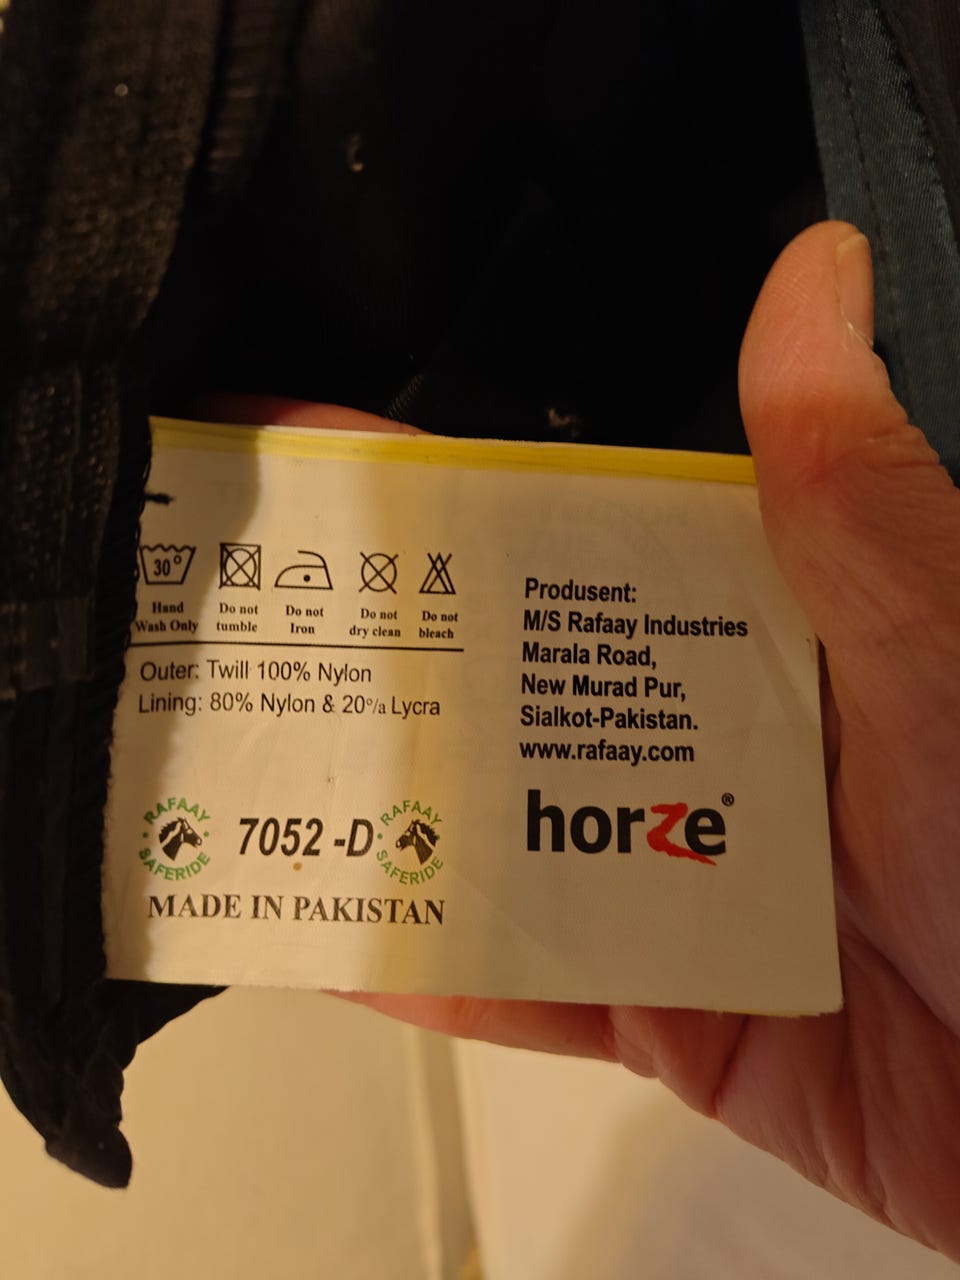 30°
Hand
Wash Only
Do not
tumble
Do not
Iron
Do not
dry clean
Do not
bleach
Outer: Twill 100% Nylon
Lining: 80% Nylon & 20% Lycra
RAFAAY
SAFERIDE
7052 -D
RAFAAY
SAFERIDE
MADE IN PAKISTAN
Produsent:
M/S Rafaay Industries
Marala Road,
New Murad Pur,
Sialkot-Pakistan.
www.rafaay.com
horze®